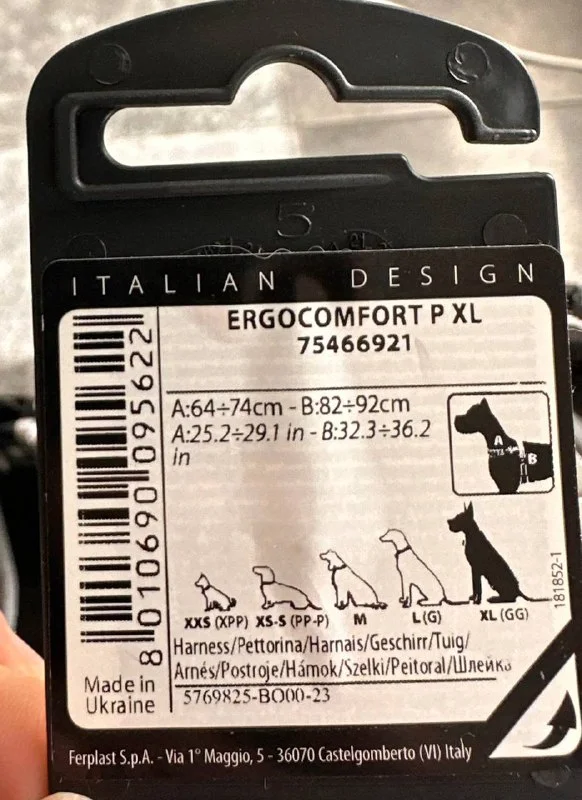 5
ITALIAN DESIGN
ERGOCOMFORT P XL
75466921
A:64÷74cm - B:82÷92cm
A:25.2÷29.1 in - B:32.3÷36.2
in
A
B
XXS (XPP) XS-S (PP-P) M L(G) XL (GG)
181852-1
8 010690 095622
Harness/Pettorina/Harnais/Geschirr/Tuig/
Arnés/Postroje/Hámok/Szelki/Peitoral/Шлейка
Made in
Ukraine
5769825-BO00-23
Ferplast S.p.A. - Via 1° Maggio, 5 - 36070 Castelgomberto (VI) Italy